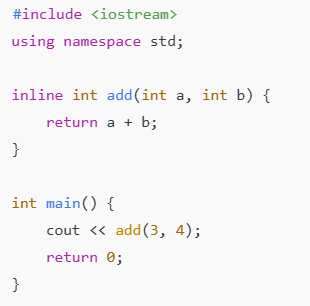 #include <iostream>
using namespace std;

inline int add(int a, int b) {
    return a + b;
}

int main() {
    cout << add(3, 4);
    return 0;
}